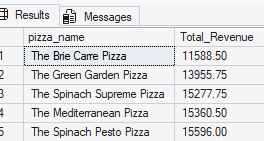 Results Messages
pizza_name Total_Revenue
1 The Brie Carre Pizza 11588.50
2 The Green Garden Pizza 13955.75
3 The Spinach Supreme Pizza 15277.75
4 The Mediterranean Pizza 15360.50
5 The Spinach Pesto Pizza 15596.00